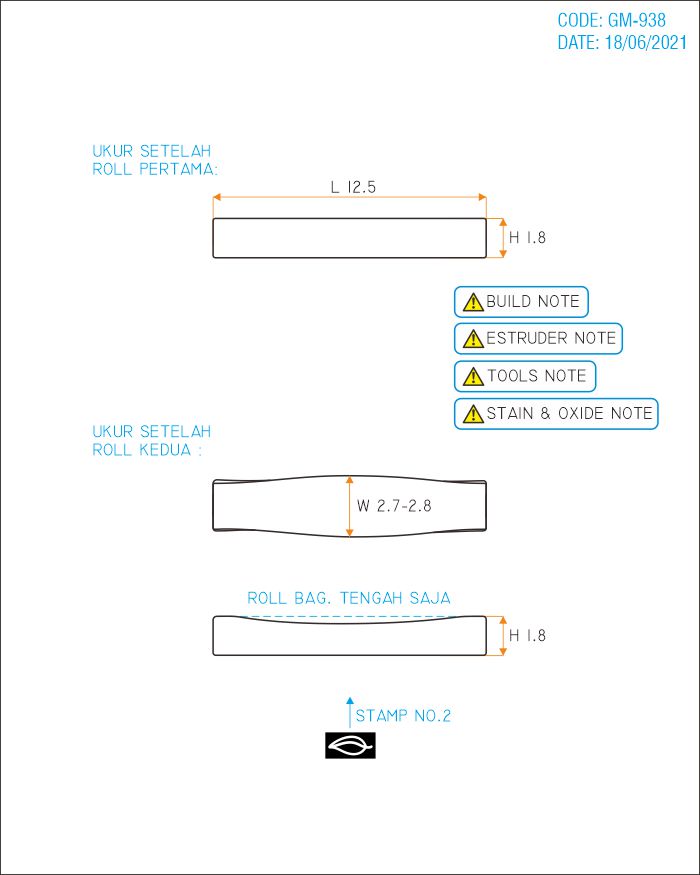 CODE: GM-938
DATE: 18/06/2021
UKUR SETELAH
ROLL PERTAMA:
L 12.5
H 1.8
BUILD NOTE
ESTRUDER NOTE
TOOLS NOTE
STAIN & OXIDE NOTE
UKUR SETELAH
ROLL KEDUA :
W 2.7-2.8
ROLL BAG. TENGAH SAJA
H 1.8
STAMP NO.2